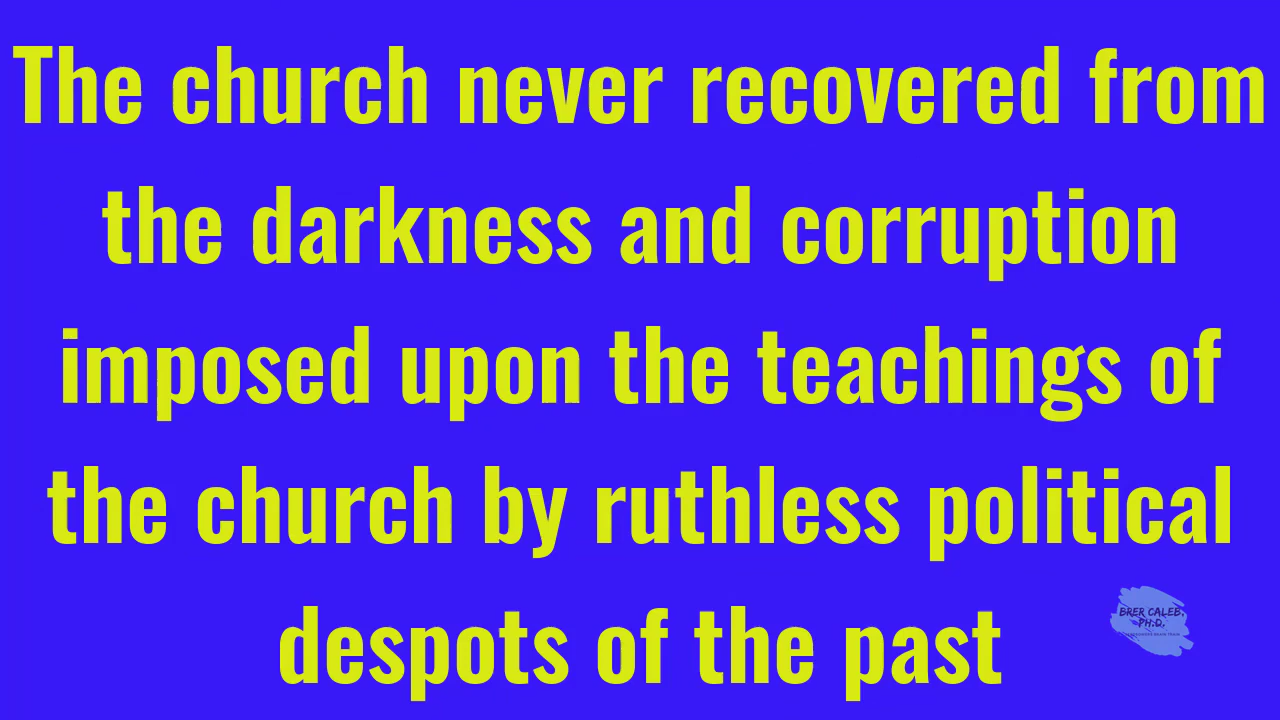 The church never recovered from
the darkness and corruption
imposed upon the teachings of
the church by ruthless political
despots of the past
BRER CALEB,
PH.D,